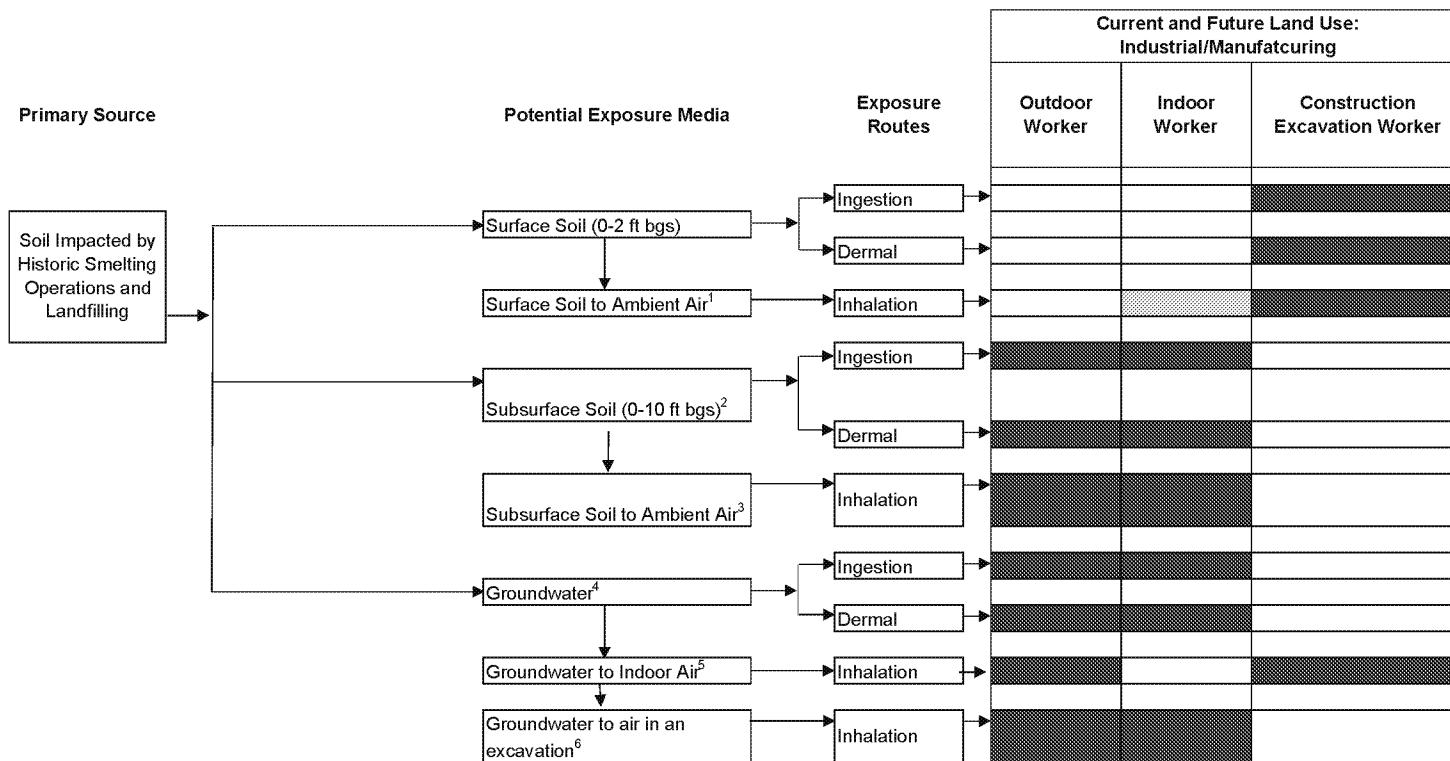 Current and Future Land Use:
Industrial/Manufatcuring
Primary Source
Potential Exposure Media
Exposure
Routes
Outdoor
Worker
Indoor
Worker
Construction
Excavation Worker
Soil Impacted by
Historic Smelting
Operations and
Landfilling
Surface Soil (0-2 ft bgs)
Ingestion
Dermal
Surface Soil to Ambient Air1
Inhalation
Subsurface Soil (0-10 ft bgs)2
Ingestion
Dermal
Subsurface Soil to Ambient Air3
Inhalation
Groundwater4
Ingestion
Dermal
Groundwater to Indoor Air5
Inhalation
Groundwater to air in an
excavation6
Inhalation